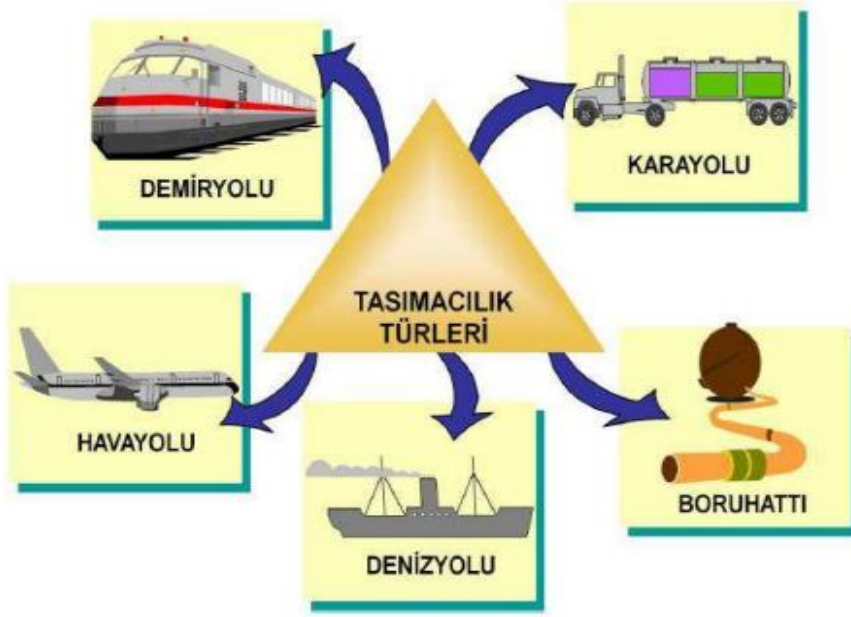 DEMİRYOLU
KARAYOLU
TASIMACILIK
TÜRLERİ
HAVAYOLU
DENİZYOLU
BORUHATTI